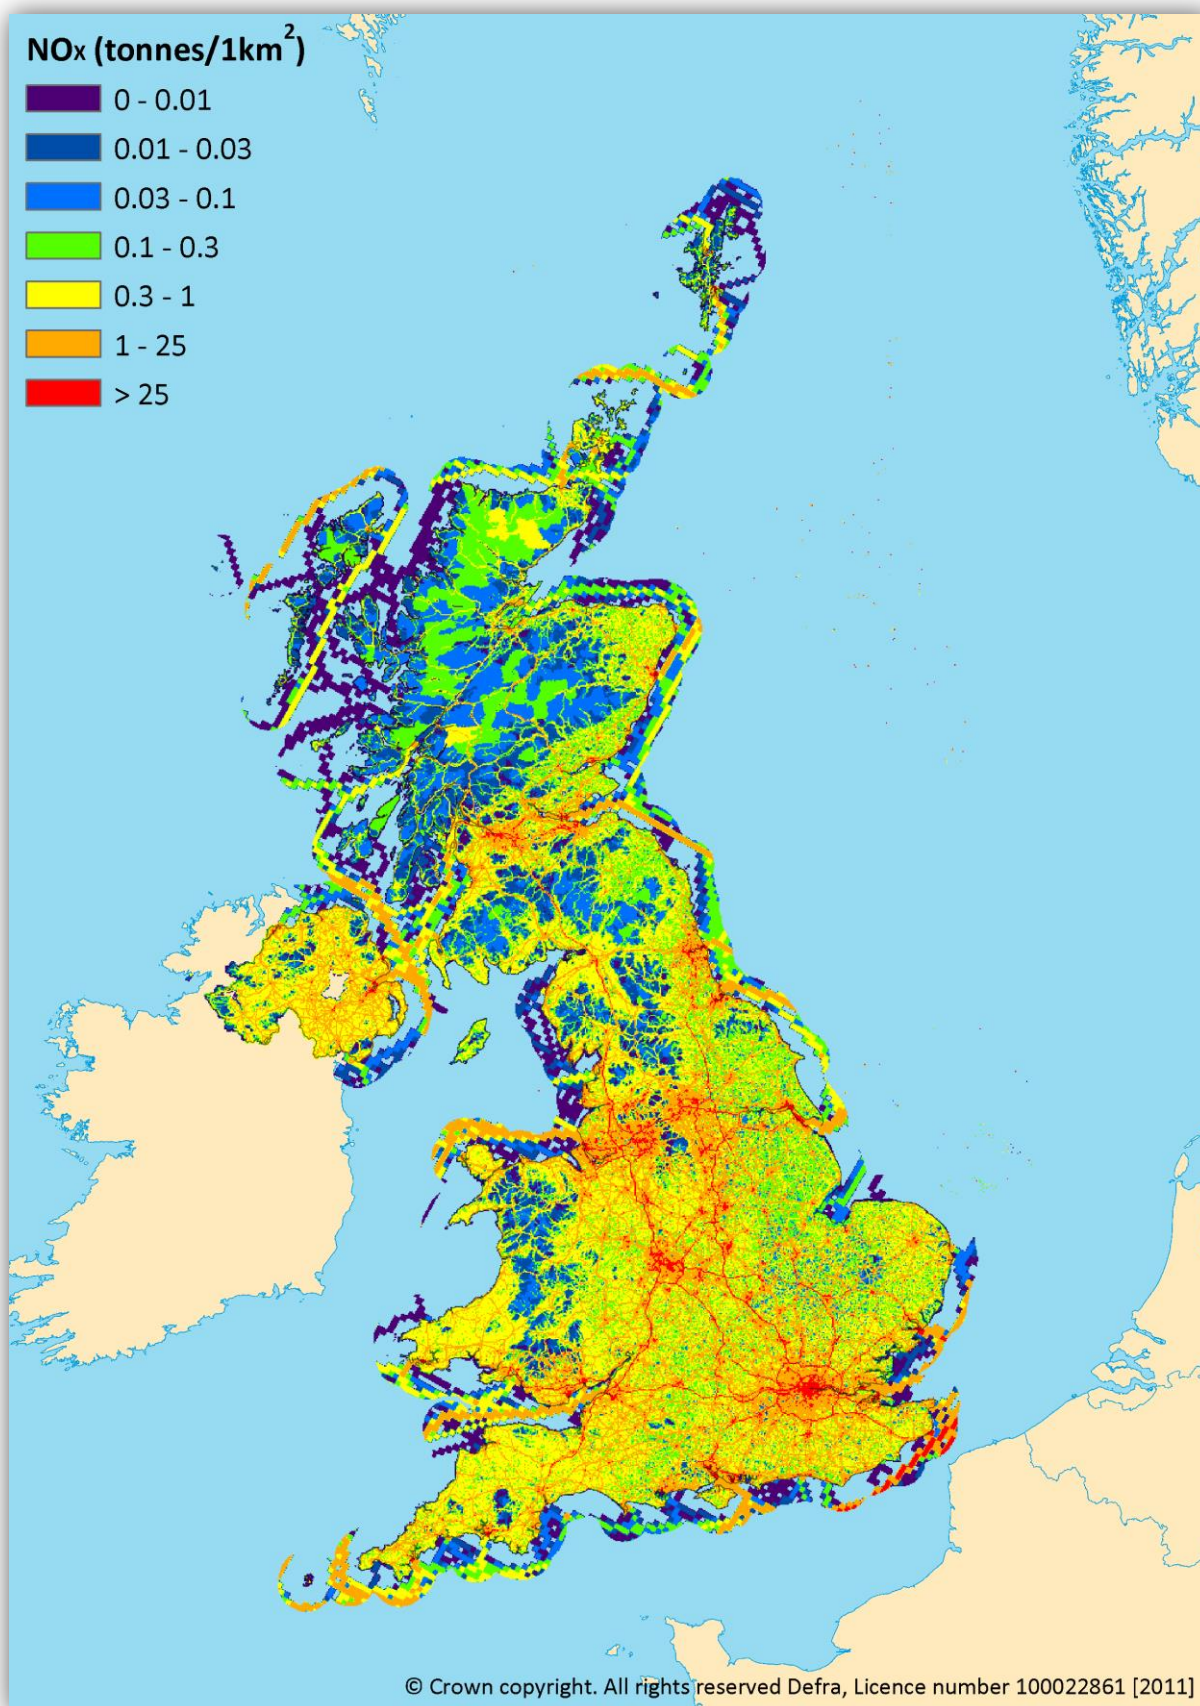 NOx (tonnes/1km²)
0 - 0.01
0.01 - 0.03
0.03 - 0.1
0.1 - 0.3
0.3 - 1
1 - 25
> 25
© Crown copyright. All rights reserved Defra, Licence number 100022861 [2011]